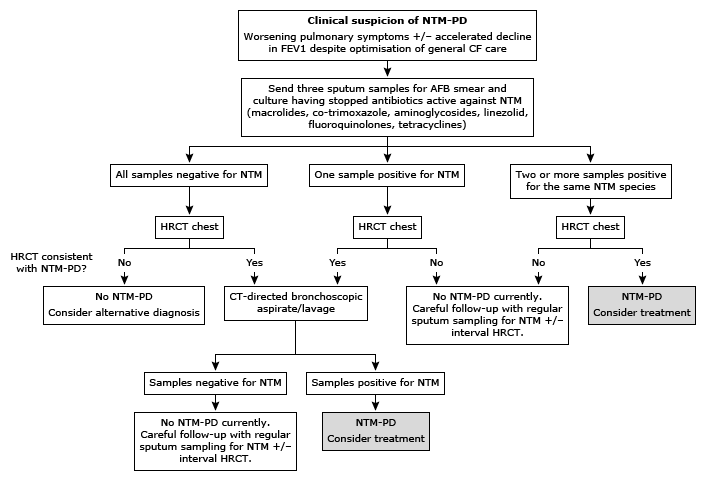 Clinical suspicion of NTM-PD
Worsening pulmonary symptoms +/− accelerated decline
in FEV1 despite optimisation of general CF care
Send three sputum samples for AFB smear and
culture having stopped antibiotics active against NTM
(macrolides, co-trimoxazole, aminoglycosides, linezolid,
fluoroquinolones, tetracyclines)
All samples negative for NTM
One sample positive for NTM
Two or more samples positive
for the same NTM species
HRCT chest
HRCT chest
HRCT chest
HRCT consistent
with NTM-PD?
No
Yes
Yes
No
No
Yes
No NTM-PD
Consider alternative diagnosis
CT-directed bronchoscopic
aspirate/lavage
No NTM-PD currently.
Careful follow-up with regular
sputum sampling for NTM +/−
interval HRCT.
NTM-PD
Consider treatment
Samples negative for NTM
Samples positive for NTM
No NTM-PD currently.
Careful follow-up with regular
sputum sampling for NTM +/−
interval HRCT.
NTM-PD
Consider treatment